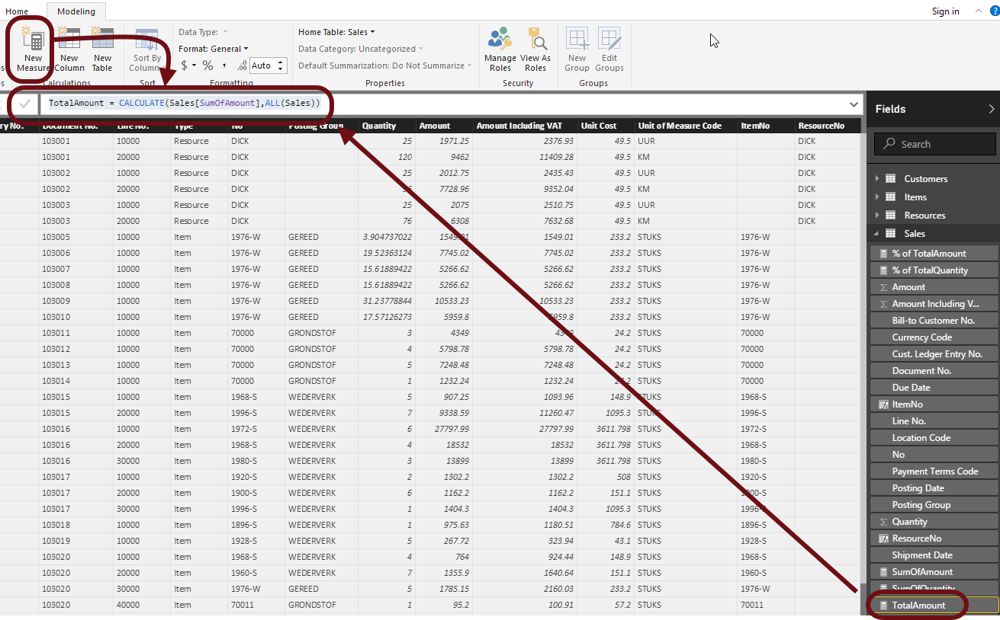 Home Modeling Sign in ?
New Measure New Column New Table Sort By Column Data Type: Home Table: Sales Manage Roles View As Roles New Group Edit Groups
Format: General Data Category: Uncategorized
$ % , .00 Auto Default Summarization: Do Not Summarize
Calculations Sort Formatting Properties Security Groups
TotalAmount = CALCULATE(Sales[SumOfAmount],ALL(Sales))
ry No. Document No. Line No. Type No Posting Group Quantity Amount Amount Including VAT Unit Cost Unit of Measure Code ItemNo ResourceNo
103001 10000 Resource DICK 25 1971.25 2376.93 49.5 UUR DICK
103001 20000 Resource DICK 120 9462 11409.28 49.5 KM DICK
103002 10000 Resource DICK 25 2012.75 2435.43 49.5 UUR DICK
103002 20000 Resource DICK 7728.96 9352.04 49.5 KM DICK
103003 10000 Resource DICK 25 2075 2510.75 49.5 UUR DICK
103003 20000 Resource DICK 76 6308 7632.68 49.5 KM DICK
103005 10000 Item 1976-W GEREED 3.904737022 1549.01 1549.01 233.2 STUKS 1976-W
103006 10000 Item 1976-W GEREED 19.52363124 7745.02 7745.02 233.2 STUKS 1976-W
103007 10000 Item 1976-W GEREED 15.61889422 5266.62 5266.62 233.2 STUKS 1976-W
103008 10000 Item 1976-W GEREED 15.61889422 5266.62 5266.62 233.2 STUKS 1976-W
103009 10000 Item 1976-W GEREED 31.23778844 10533.23 10533.23 233.2 STUKS 1976-W
103010 10000 Item 1976-W GEREED 17.57126273 5959.8 5959.8 233.2 STUKS 1976-W
103011 10000 Item 70000 GRONDSTOF 3 4349 4349 24.2 STUKS 70000
103012 10000 Item 70000 GRONDSTOF 4 5798.78 5798.78 24.2 STUKS 70000
103013 10000 Item 70000 GRONDSTOF 5 7248.48 7248.48 24.2 STUKS 70000
103014 10000 Item 70000 GRONDSTOF 1 1232.24 1232.24 24.2 STUKS 70000
103015 10000 Item 1968-S WEDERVERK 5 907.25 1093.96 148.9 STUKS 1968-S
103015 20000 Item 1996-S WEDERVERK 7 9338.59 11260.47 1095.3 STUKS 1996-S
103016 10000 Item 1972-S WEDERVERK 6 27797.99 27797.99 3611.798 STUKS 1972-S
103016 20000 Item 1968-S WEDERVERK 4 18532 18532 3611.798 STUKS 1968-S
103016 30000 Item 1980-S WEDERVERK 3 13899 13899 3611.798 STUKS 1980-S
103017 10000 Item 1920-S WEDERVERK 2 1302.2 1302.2 508 STUKS 1920-S
103017 20000 Item 1900-S WEDERVERK 6 1162.2 1162.2 151.1 STUKS 1900-S
103017 30000 Item 1996-S WEDERVERK 1 1404.3 1404.3 1095.3 STUKS 1996-S
103018 10000 Item 1896-S WEDERVERK 1 975.63 1180.51 784.6 STUKS 1896-S
103019 10000 Item 1928-S WEDERVERK 5 267.72 323.94 43.1 STUKS 1928-S
103020 10000 Item 1968-S WEDERVERK 4 764 924.44 148.9 STUKS 1968-S
103020 20000 Item 1960-S WEDERVERK 7 1355.9 1640.64 151.1 STUKS 1960-S
103020 30000 Item 1976-W GEREED 5 1785.15 2160.03 233.2 STUKS 1976-W
103020 40000 Item 70011 GRONDSTOF 1 95.2 100.91 57.2 STUKS 70011
Fields
Search
Customers
Items
Resources
Sales
% of TotalAmount
% of TotalQuantity
Amount
Amount Including V...
Bill-to Customer No.
Currency Code
Cust. Ledger Entry No.
Document No.
Due Date
ItemNo
Line No.
Location Code
No
Payment Terms Code
Posting Date
Posting Group
Quantity
ResourceNo
Shipment Date
SumOfAmount
SumOfQuantity
TotalAmount